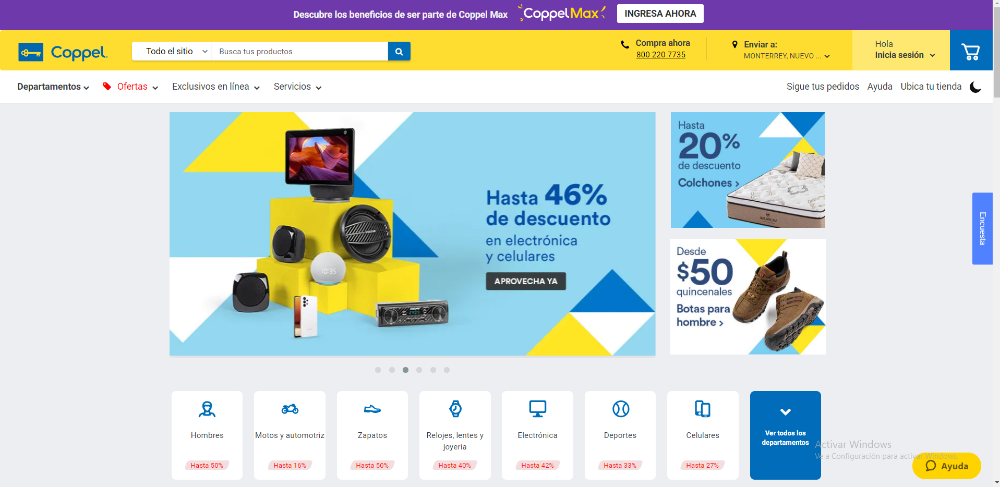 Descubre los beneficios de ser parte de Coppel Max
CoppelMax
INGRESA AHORA
Coppel
Todo el sitio
Busca tus productos
Compra ahora
800 220 7735
Enviar a:
MONTERREY, NUEVO ...
Hola
Inicia sesión
Departamentos
Ofertas
Exclusivos en línea
Servicios
Sigue tus pedidos
Ayuda
Ubica tu tienda
Hasta 46%
de descuento
en electrónica
y celulares
APROVECHA YA
10:35
Hasta
20%
de descuento
Colchones >
GOLDREAM
Desde
$50
quincenales
Botas para
hombre >
Encuesta
Hombres
Hasta 50%
Motos y automotriz
Hasta 16%
Zapatos
Hasta 50%
Relojes, lentes y
joyería
Hasta 40%
Electrónica
Hasta 42%
Deportes
Hasta 33%
Celulares
Hasta 27%
Ver todos los
departamentos
Activar Windows
Ve a Configuración para activar Windows.
Ayuda